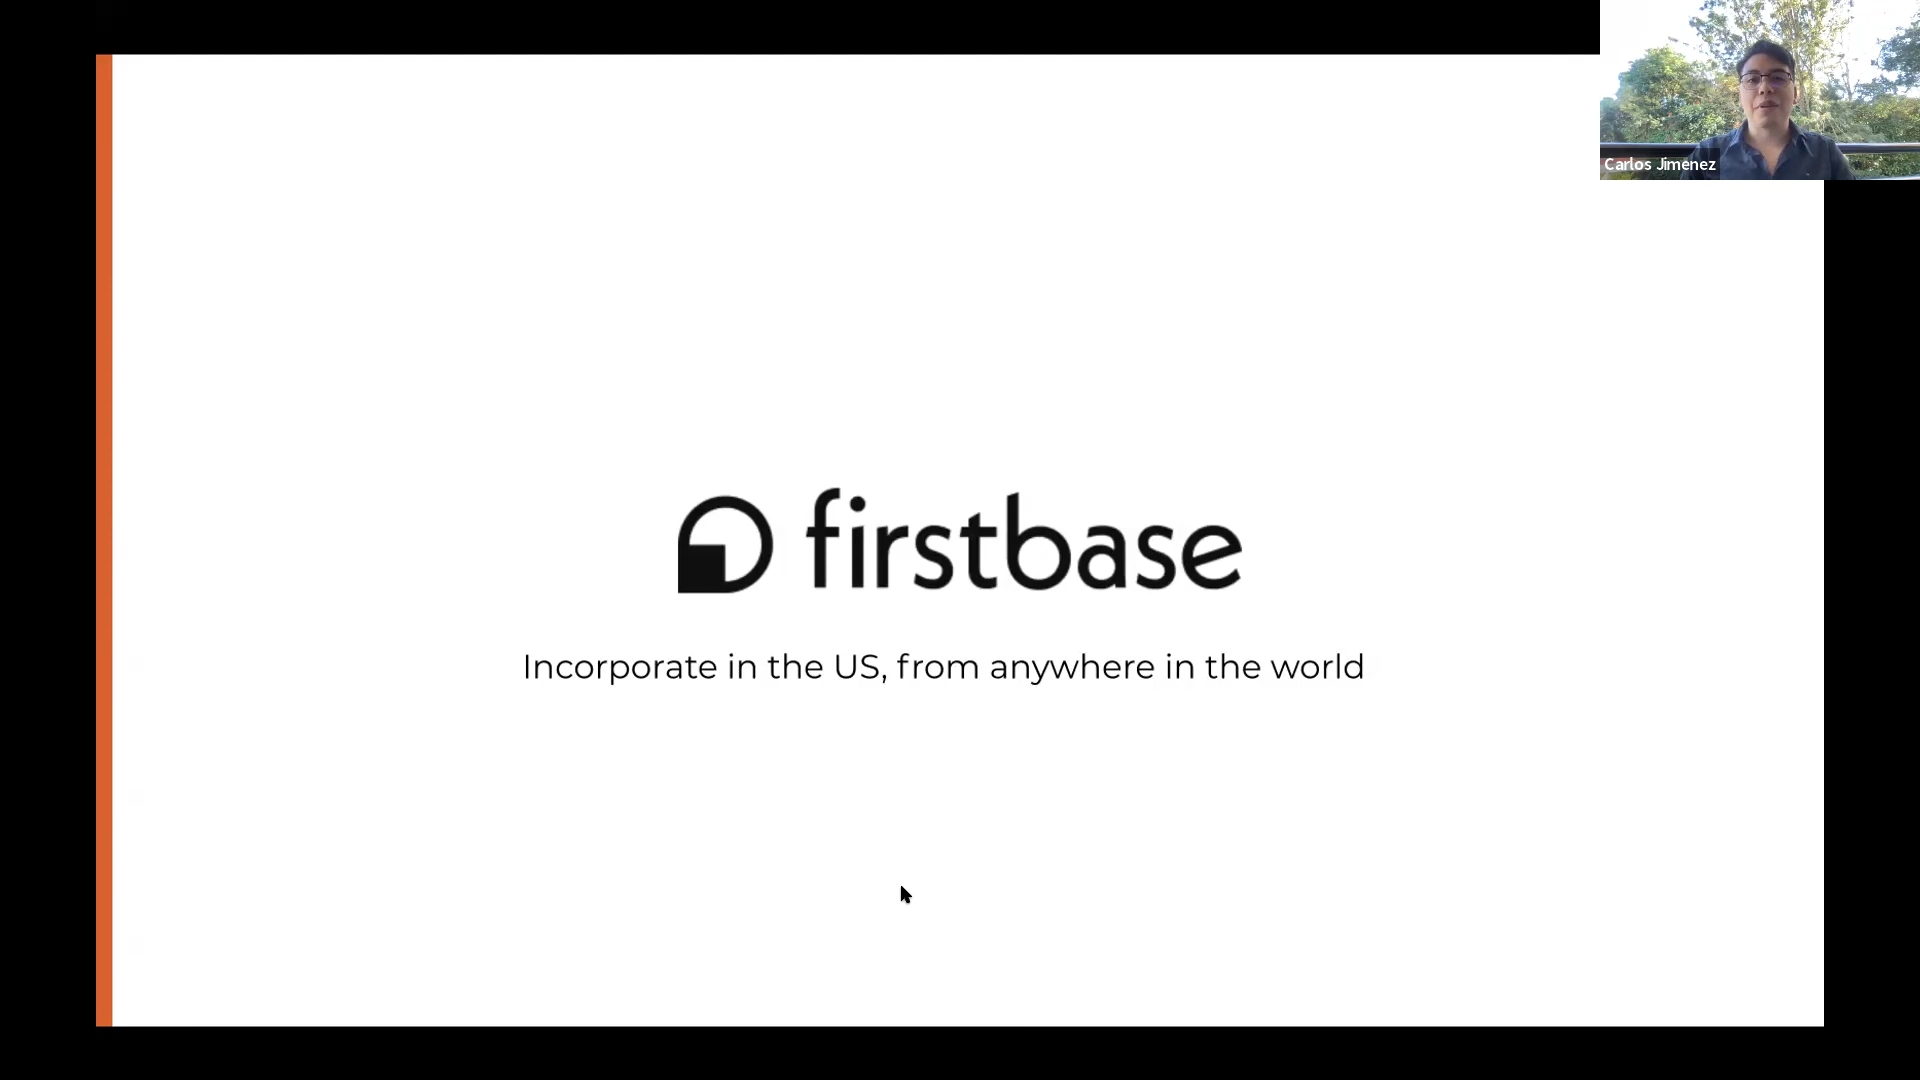 Carlos Jimenez
firstbase
Incorporate in the US, from anywhere in the world